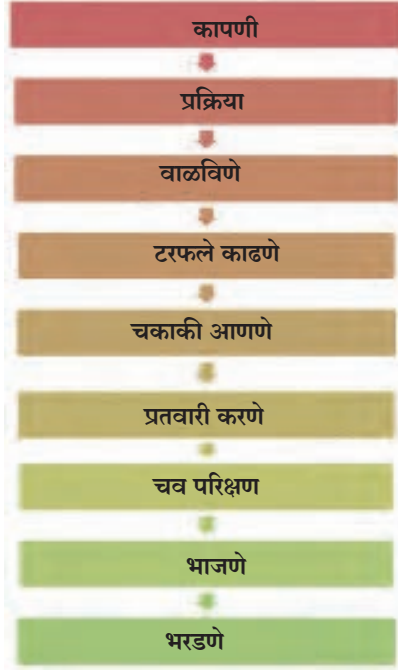 कापणी
प्रक्रिया
वाळविणे
टरफले काढणे
चकाकी आणणे
प्रतवारी करणे
चव परिक्षण
भाजणे
भरडणे